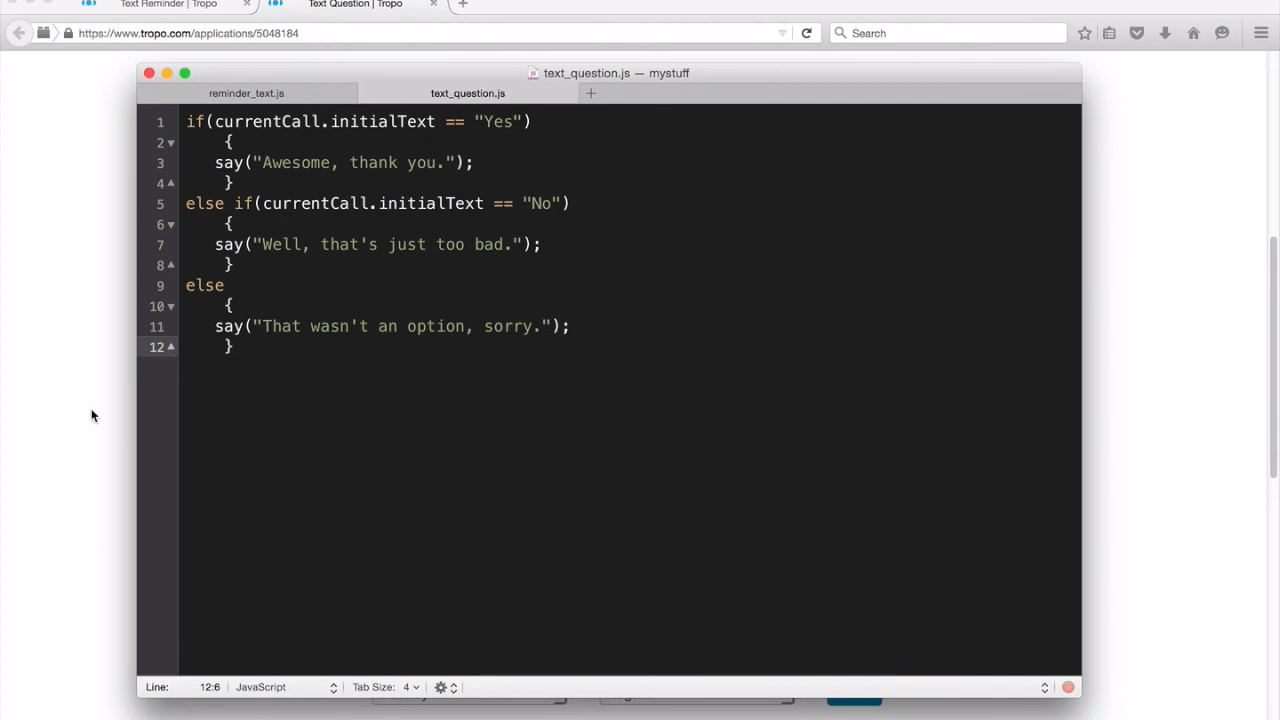 Text Reminder | Tropo
Text Question | Tropo
https://www.tropo.com/applications/5048184
Search
text_question.js — mystuff
reminder_text.js
text_question.js
1 if(currentCall.initialText == "Yes")
2 {
3 say("Awesome, thank you.");
4 }
5 else if(currentCall.initialText == "No")
6 {
7 say("Well, that's just too bad.");
8 }
9 else
10 {
11 say("That wasn't an option, sorry.");
12 }
Line: 12:6 JavaScript Tab Size: 4